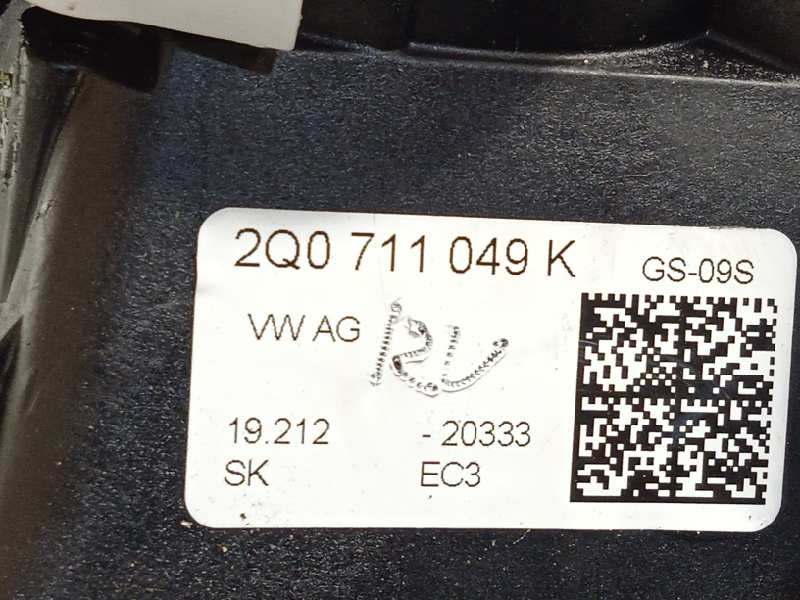 2Q0 711 049 K
GS-09S
VW AG
19.212 - 20333
SK EC3